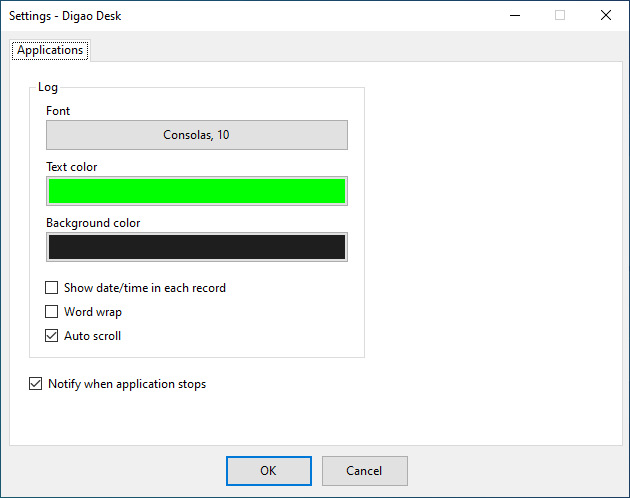 Settings - Digao Desk
Applications
Log
Font
Consolas, 10
Text color
Background color
Show date/time in each record
Word wrap
Auto scroll
Notify when application stops
OK
Cancel